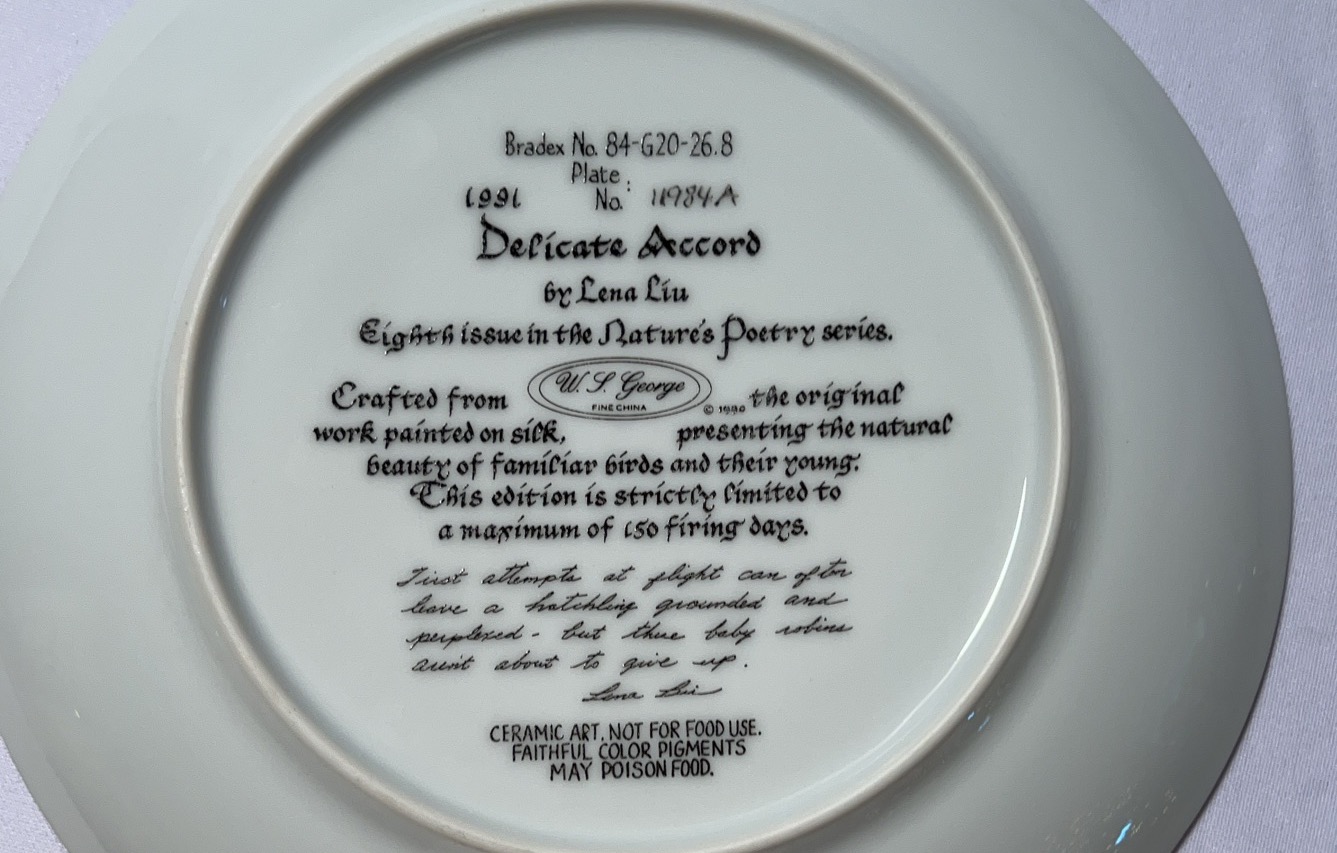 Bradex No. 84-G20-26.8
Plate
1991 No. : 11984A
Delicate Accord
by Lena Liu
Eighth issue in the Nature's Poetry series.
Crafted from W. S. George the original
FINE CHINA © 1990
work painted on silk, presenting the natural
beauty of familiar birds and their young.
This edition is strictly limited to
a maximum of 150 firing days.
First attempts at flight can often
leave a hatchling grounded and
perplexed - but these baby robins
aren't about to give up.
Lena Liu
CERAMIC ART, NOT FOR FOOD USE.
FAITHFUL COLOR PIGMENTS
MAY POISON FOOD.